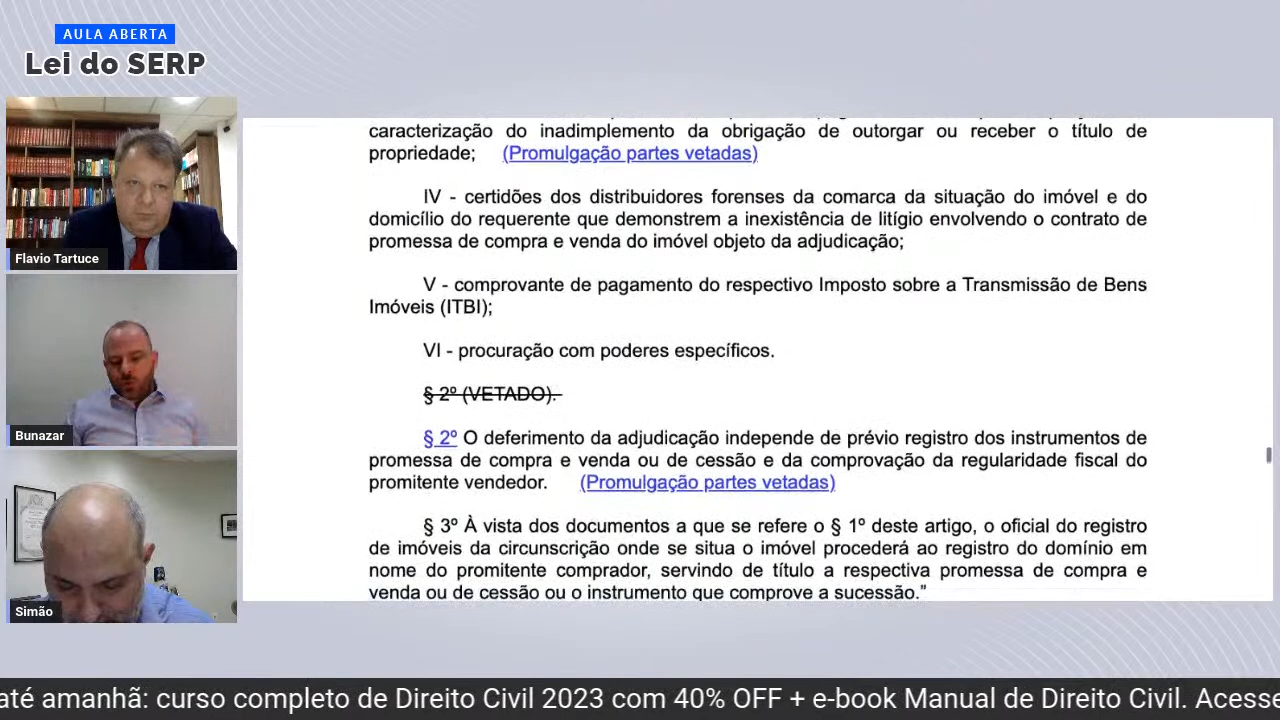 AULA ABERTA
Lei do SERP
Flavio Tartuce
Bunazar
Simão
caracterização do inadimplemento da obrigação de outorgar ou receber o título de
propriedade; (Promulgação partes vetadas)
IV - certidões dos distribuidores forenses da comarca da situação do imóvel e do
domicílio do requerente que demonstrem a inexistência de litígio envolvendo o contrato de
promessa de compra e venda do imóvel objeto da adjudicação;
V - comprovante de pagamento do respectivo Imposto sobre a Transmissão de Bens
Imóveis (ITBI);
VI - procuração com poderes específicos.
§ 2º (VETADO).
§ 2º O deferimento da adjudicação independe de prévio registro dos instrumentos de
promessa de compra e venda ou de cessão e da comprovação da regularidade fiscal do
promitente vendedor. (Promulgação partes vetadas)
§ 3º À vista dos documentos a que se refere o § 1º deste artigo, o oficial do registro
de imóveis da circunscrição onde se situa o imóvel procederá ao registro do domínio em
nome do promitente comprador, servindo de título a respectiva promessa de compra e
venda ou de cessão ou o instrumento que comprove a sucessão.”
até amanhã: curso completo de Direito Civil 2023 com 40% OFF + e-book Manual de Direito Civil. Acesse